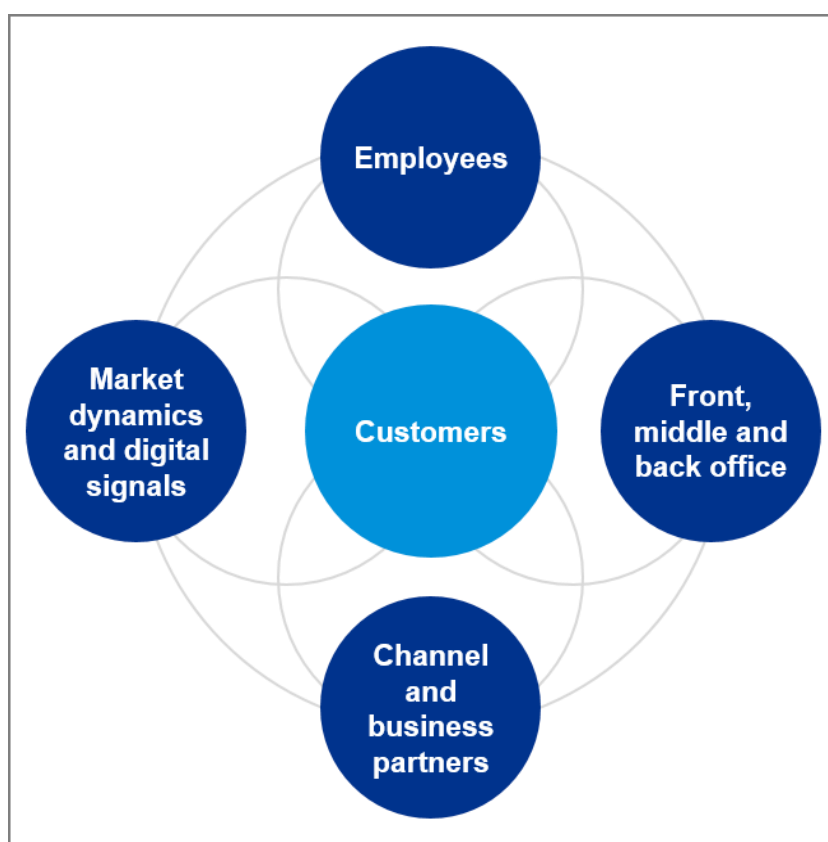 Employees
Market
dynamics
and digital
signals
Customers
Front,
middle and
back office
Channel
and
business
partners